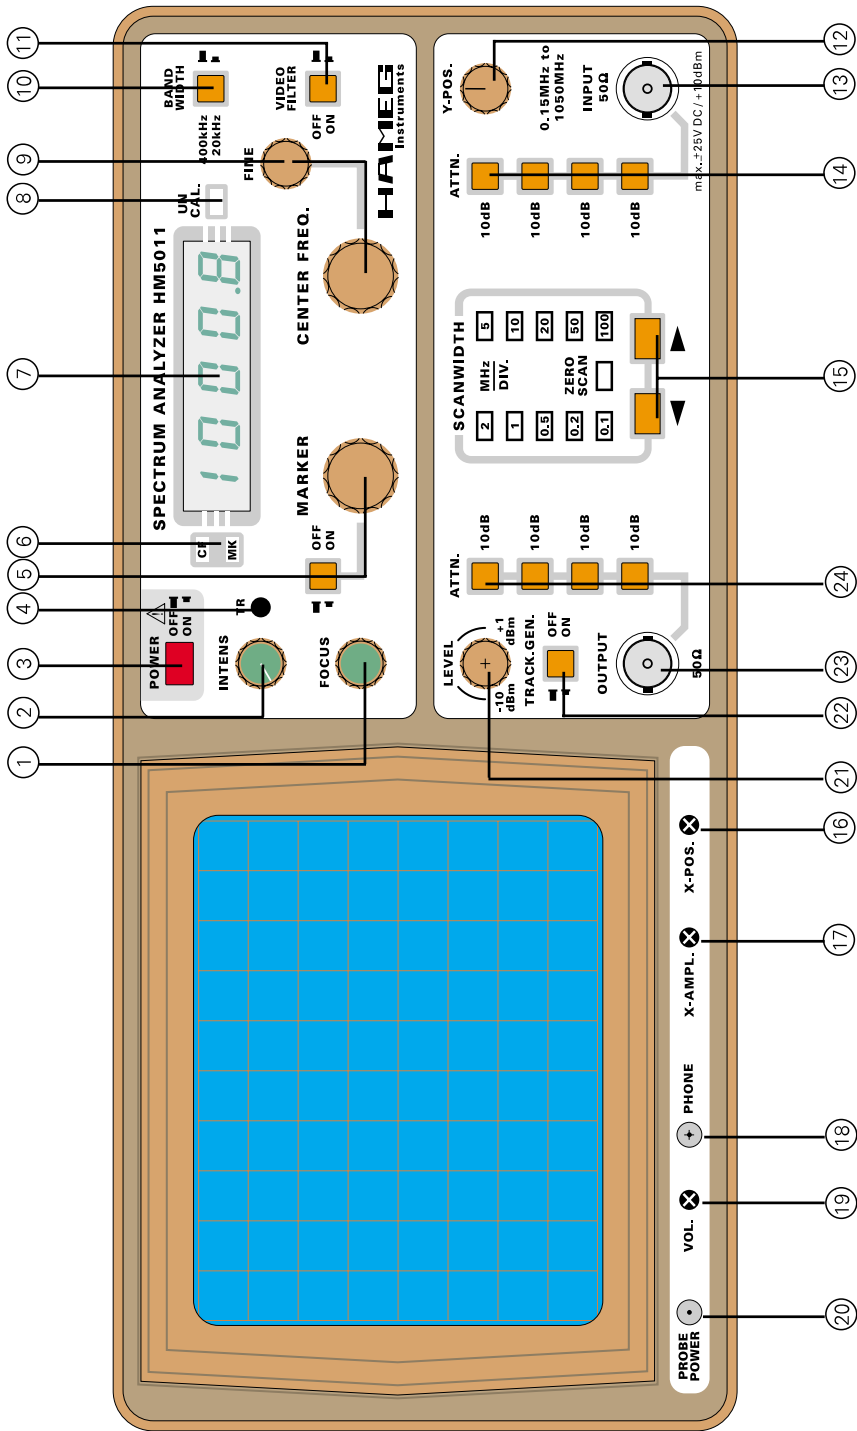 SPECTRUM ANALYZER HM5011
POWER
OFF
ON
INTENS
TR
FOCUS
CF
MK
1000.8
UN
CAL.
BAND
WIDTH
400kHz
20kHz
VIDEO
FILTER
OFF
ON
MARKER
OFF
ON
CENTER FREQ.
FINE
HAMEG
Instruments
LEVEL
-10
dBm
+1
dBm
TRACK.GEN.
OFF
ON
OUTPUT
50Ω
ATTN.
10dB
10dB
10dB
10dB
SCANWIDTH
2
1
0.5
0.2
0.1
MHz
DIV.
ZERO
SCAN
5
10
20
50
100
ATTN.
10dB
10dB
10dB
10dB
Y-POS.
0.15MHz to
1050MHz
INPUT
50Ω
max.±25V DC / +10dBm
PROBE
POWER
VOL.
PHONE
X-AMPL.
X-POS.
1
2
3
4
5
6
7
8
9
10
11
12
13
14
15
24
23
22
21
16
17
18
19
20